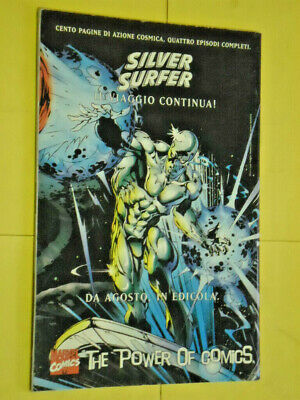 CENTO PAGINE DI AZIONE COSMICA. QUATTRO EPISODI COMPLETI.
SILVER
SURFER
IL VIAGGIO CONTINUA!
DA AGOSTO, IN EDICOLA.
MARVEL
COMICS
THE POWER OF COMICS.